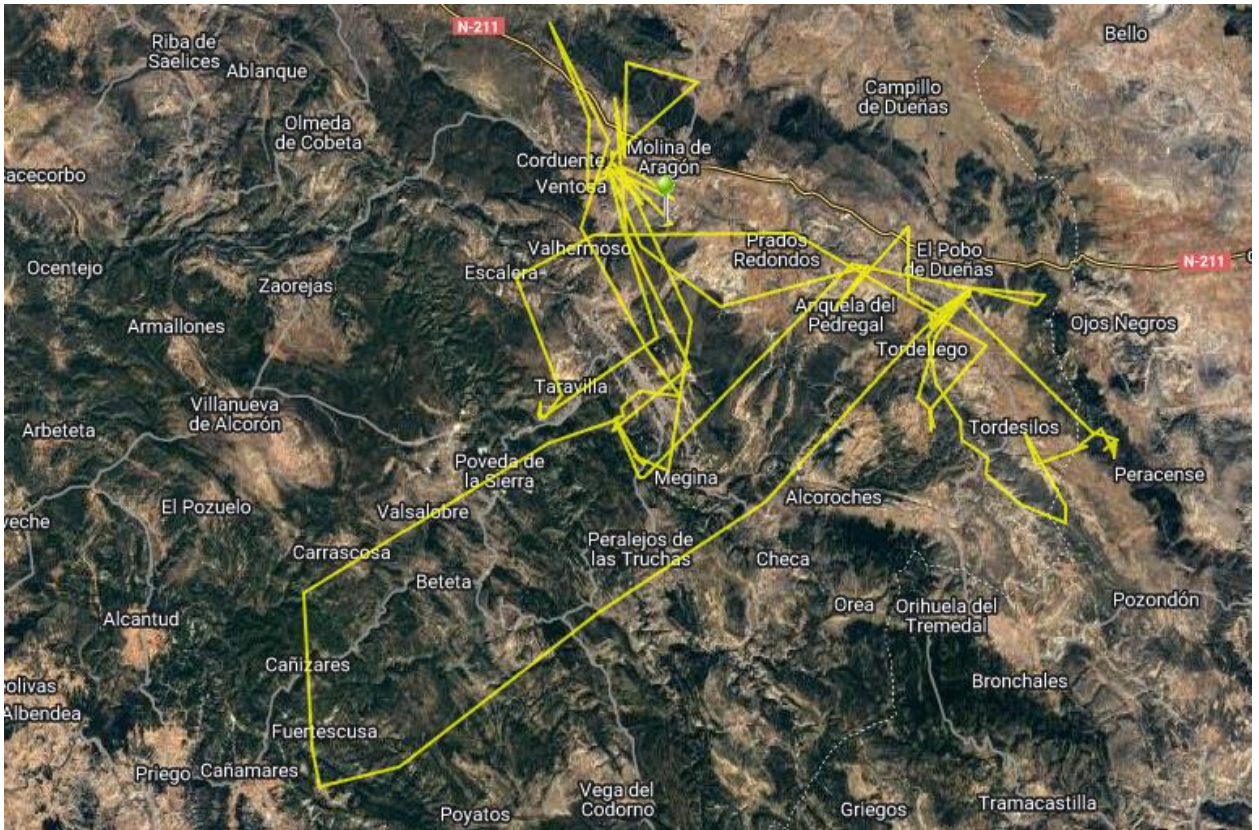 N-211
Bello
Riba de
Saelices
Ablanque
Campillo
de Dueñas
Olmeda
de Cobeta
Molina de
Aragón
Corduente
Ventosa
Sacecorbo
Valhermoso
Prados
Redondos
El Pobo
de Dueñas
N-211
Ocentejo
Escalera
Zaorejas
Anquela del
Pedregal
Armallones
Ojos Negros
Tordellego
Taravilla
Villanueva
de Alcorón
Arbeteta
Tordesilos
Poveda de
la Sierra
Megina
Peracense
Alcoroches
El Pozuelo
Valsalobre
veche
Peralejos de
las Truchas
Carrascosa
Checa
Beteta
Alcantud
Orea
Orihuela del
Tremedal
Pozondón
Cañizares
Bronchales
eolivas
Albendea
Fuertescusa
Priego
Cañamares
Vega del
Codorno
Poyatos
Griegos
Tramacastilla